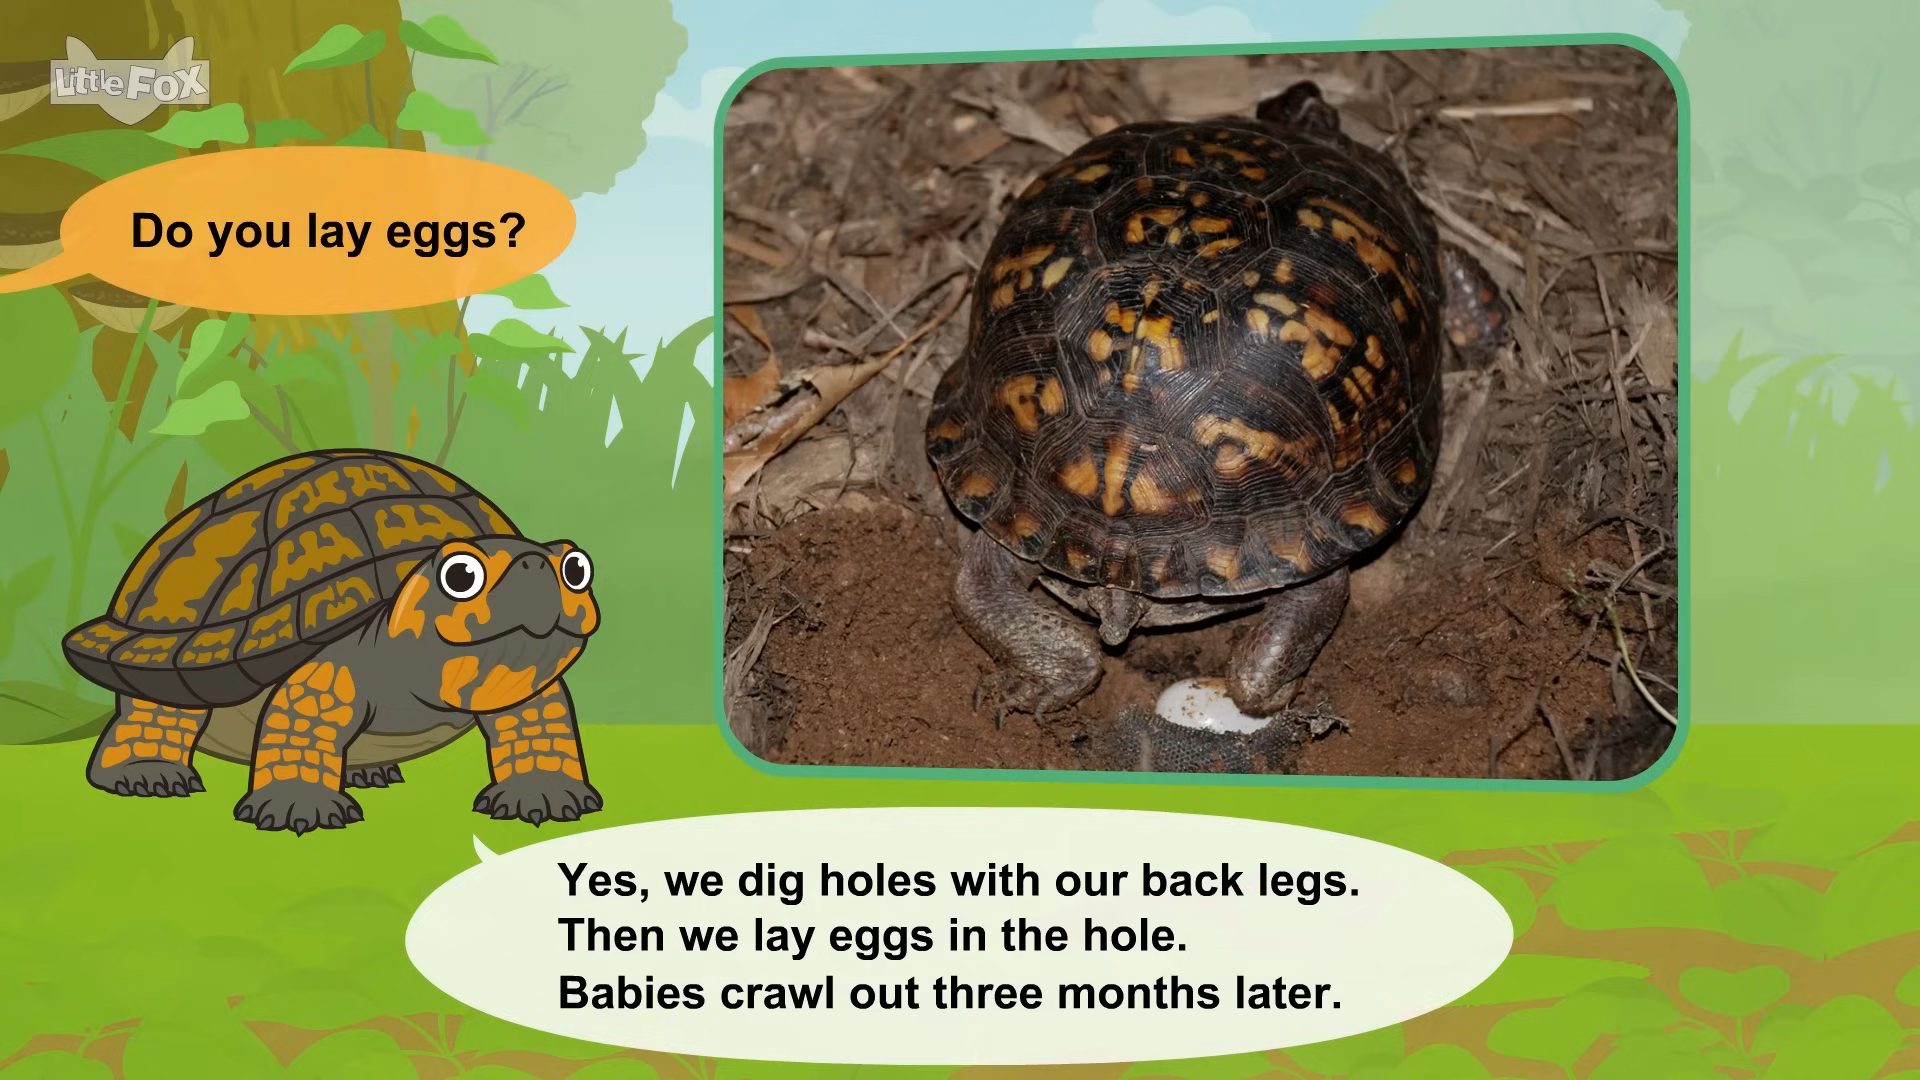 Little Fox
Do you lay eggs?
Yes, we dig holes with our back legs.
Then we lay eggs in the hole.
Babies crawl out three months later.